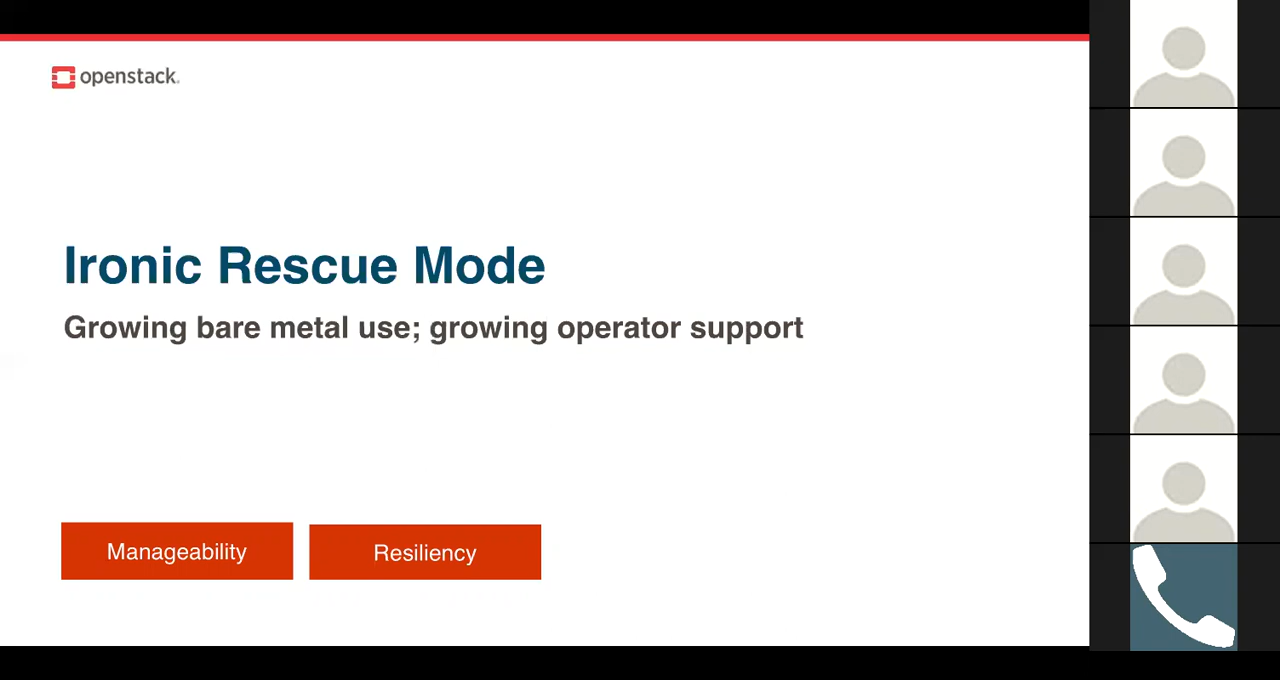 openstack.
Ironic Rescue Mode
Growing bare metal use; growing operator support
Manageability
Resiliency